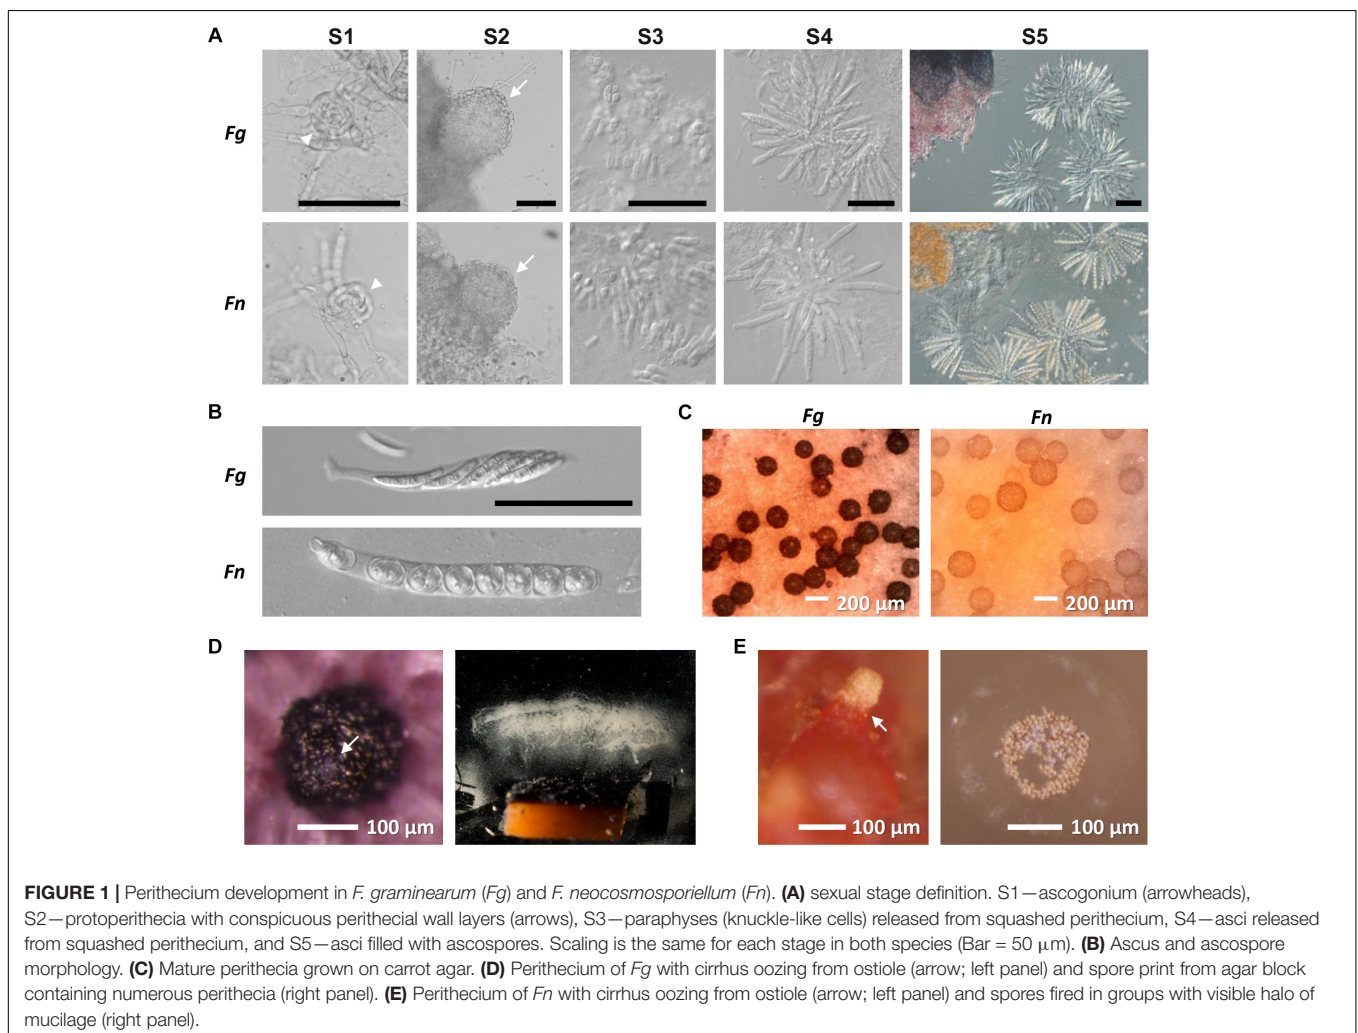 A
S1 S2 S3 S4 S5
Fg
Fn
B
Fg
Fn
C
Fg Fn
200 μm 200 μm
D
100 μm
E
100 μm 100 μm
FIGURE 1 | Perithecium development in F. graminearum (Fg) and F. neocosmosporiellum (Fn). (A) sexual stage definition. S1—ascogonium (arrowheads),
S2—protoperithecia with conspicuous perithecial wall layers (arrows), S3—paraphyses (knuckle-like cells) released from squashed perithecium, S4—asci released
from squashed perithecium, and S5—asci filled with ascospores. Scaling is the same for each stage in both species (Bar = 50 μm). (B) Ascus and ascospore
morphology. (C) Mature perithecia grown on carrot agar. (D) Perithecium of Fg with cirrhus oozing from ostiole (arrow; left panel) and spore print from agar block
containing numerous perithecia (right panel). (E) Perithecium of Fn with cirrhus oozing from ostiole (arrow; left panel) and spores fired in groups with visible halo of
mucilage (right panel).